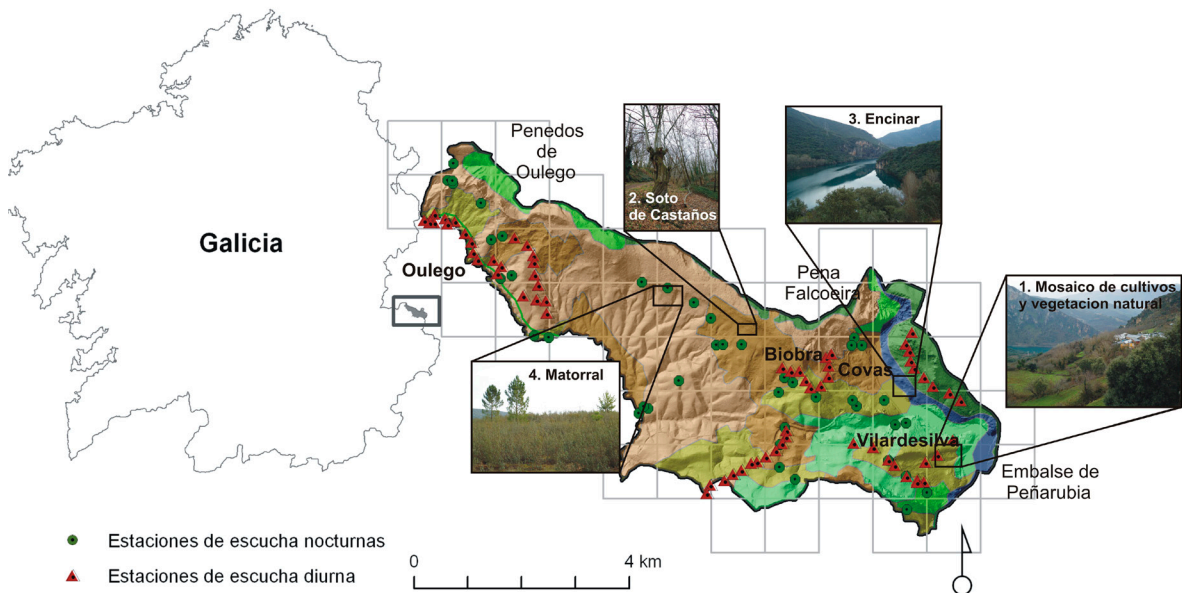 Galicia
Penedos
de
Oulego
Oulego
2. Soto
de Castaños
3. Encinar
Pena
Falcoeira
1. Mosaico de cultivos
y vegetacion natural
4. Matorral
Biobra
Covas
Vilardesilva
Embalse de
Peñarubia
Estaciones de escucha nocturnas
Estaciones de escucha diurna
0 4 km